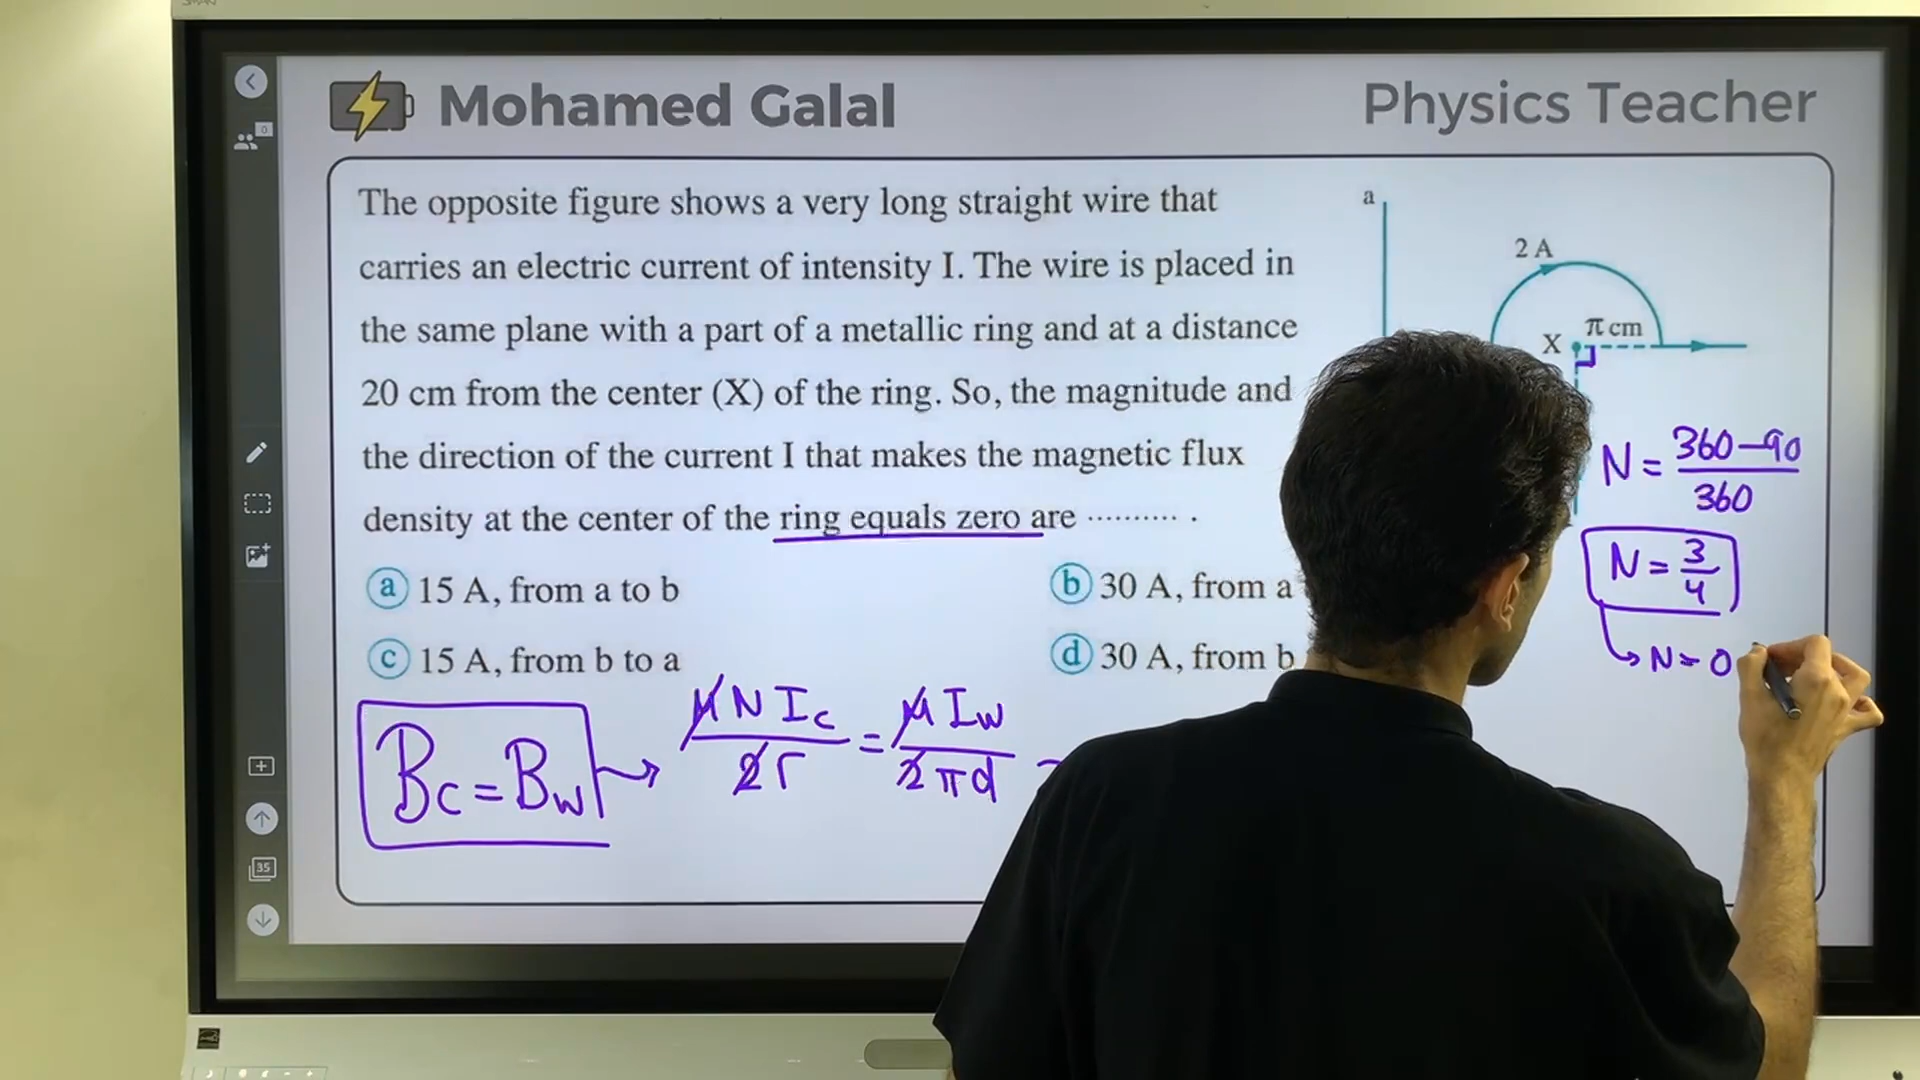 Mohamed Galal
Physics Teacher
The opposite figure shows a very long straight wire that
carries an electric current of intensity I. The wire is placed in
the same plane with a part of a metallic ring and at a distance
20 cm from the center (X) of the ring. So, the magnitude and
the direction of the current I that makes the magnetic flux
density at the center of the ring equals zero are .......... .
a 15 A, from a to b
b 30 A, from a
c 15 A, from b to a
d 30 A, from b
a
2 A
X π cm
N = 360-90 / 360
N = 3/4
↳ N = 0
Bc = Bw → μ N Ic / 2 r = μ Iw / 2 π d
0
35